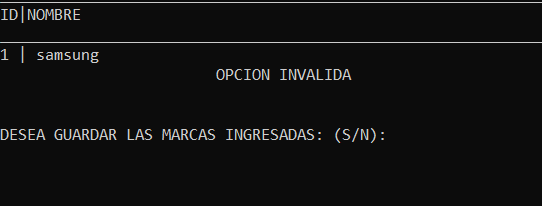 ID|NOMBRE
1 | samsung
OPCION INVALIDA
DESEA GUARDAR LAS MARCAS INGRESADAS: (S/N):